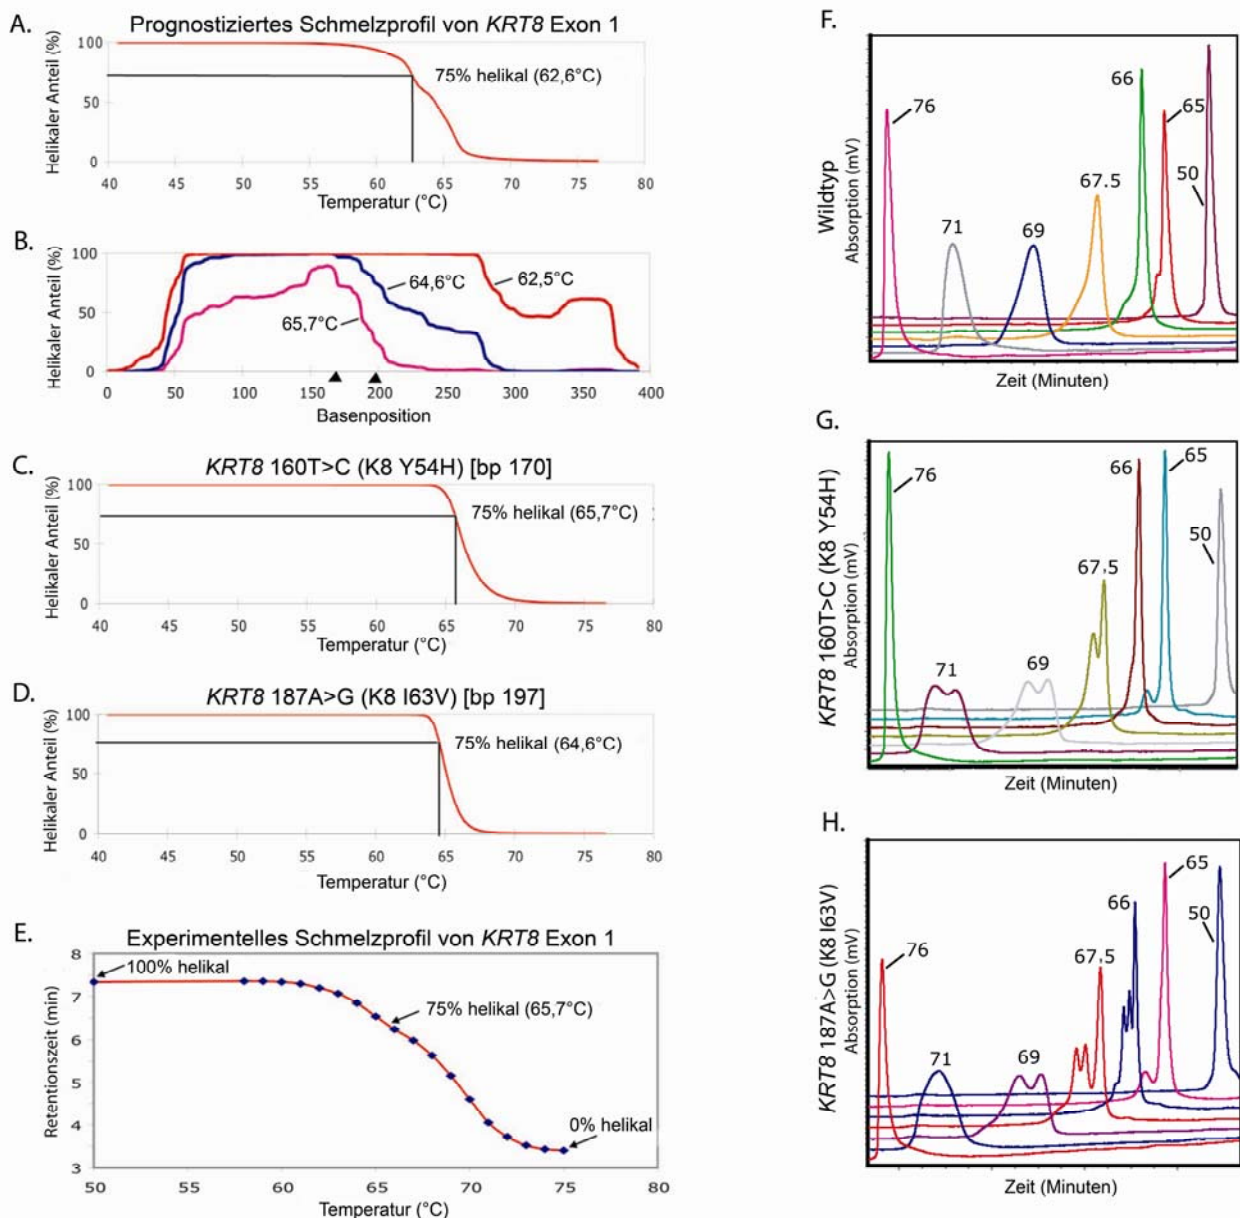 A.
Prognostiziertes Schmelzprofil von KRT8 Exon 1
Helikaler Anteil (%)
100
50
0
75% helikal (62,6°C)
40 45 50 55 60 65 70 75 80
Temperatur (°C)
B.
Helikaler Anteil (%)
100
50
0
64,6°C
62,5°C
65,7°C
0 50 100 150 200 250 300 350 400
Basenposition
C.
KRT8 160T>C (K8 Y54H) [bp 170]
Helikaler Anteil (%)
100
50
0
75% helikal (65,7°C)
40 45 50 55 60 65 70 75 80
Temperatur (°C)
D.
KRT8 187A>G (K8 I63V) [bp 197]
Helikaler Anteil (%)
100
50
0
75% helikal (64,6°C)
40 45 50 55 60 65 70 75 80
Temperatur (°C)
E.
Experimentelles Schmelzprofil von KRT8 Exon 1
Retentionszeit (min)
8
7
6
5
4
3
100% helikal
75% helikal (65,7°C)
0% helikal
50 55 60 65 70 75 80
Temperatur (°C)
F.
Wildtyp
Absorption (mV)
76
71
69
67.5
66
65
50
Zeit (Minuten)
G.
KRT8 160T>C (K8 Y54H)
Absorption (mV)
76
71
69
67.5
66
65
50
Zeit (Minuten)
H.
KRT8 187A>G (K8 I63V)
Absorption (mV)
76
71
69
67.5
66
65
50
Zeit (Minuten)